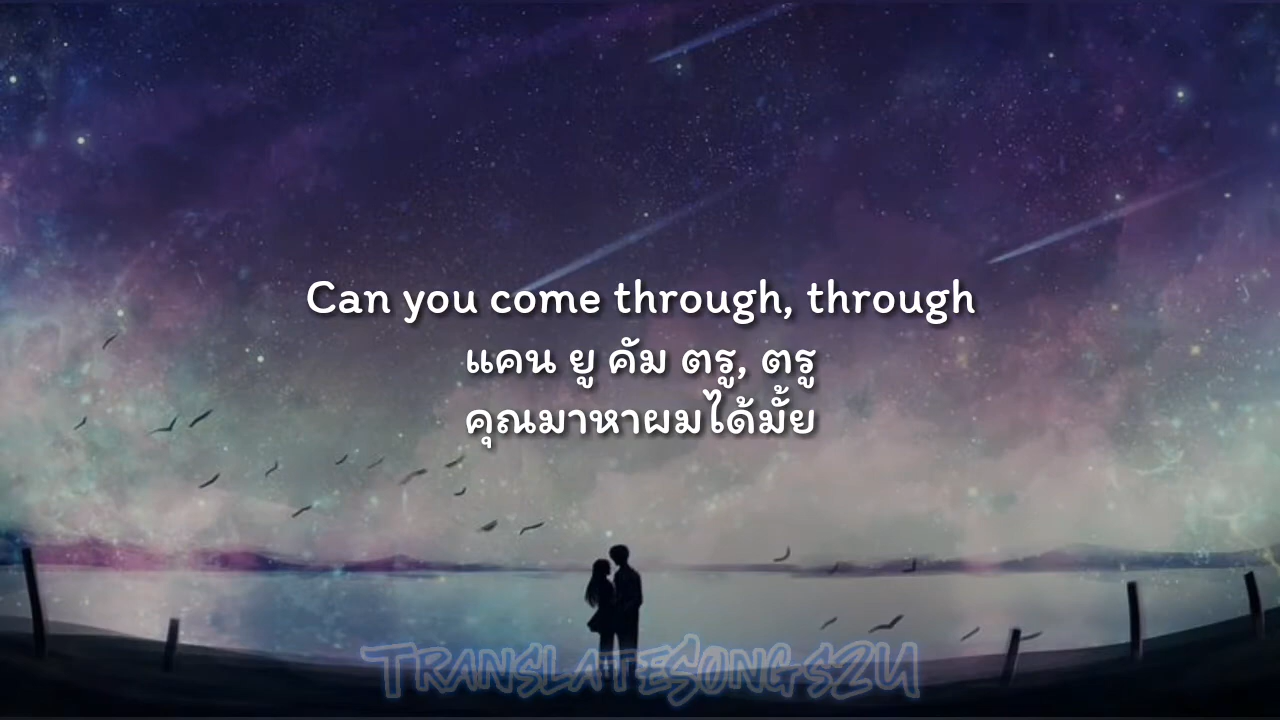 Can you come through, through
แคน ยู คัม ตรู, ตรู
คุณมาหาผมได้มั้ย
TRANSLATESONGS2U